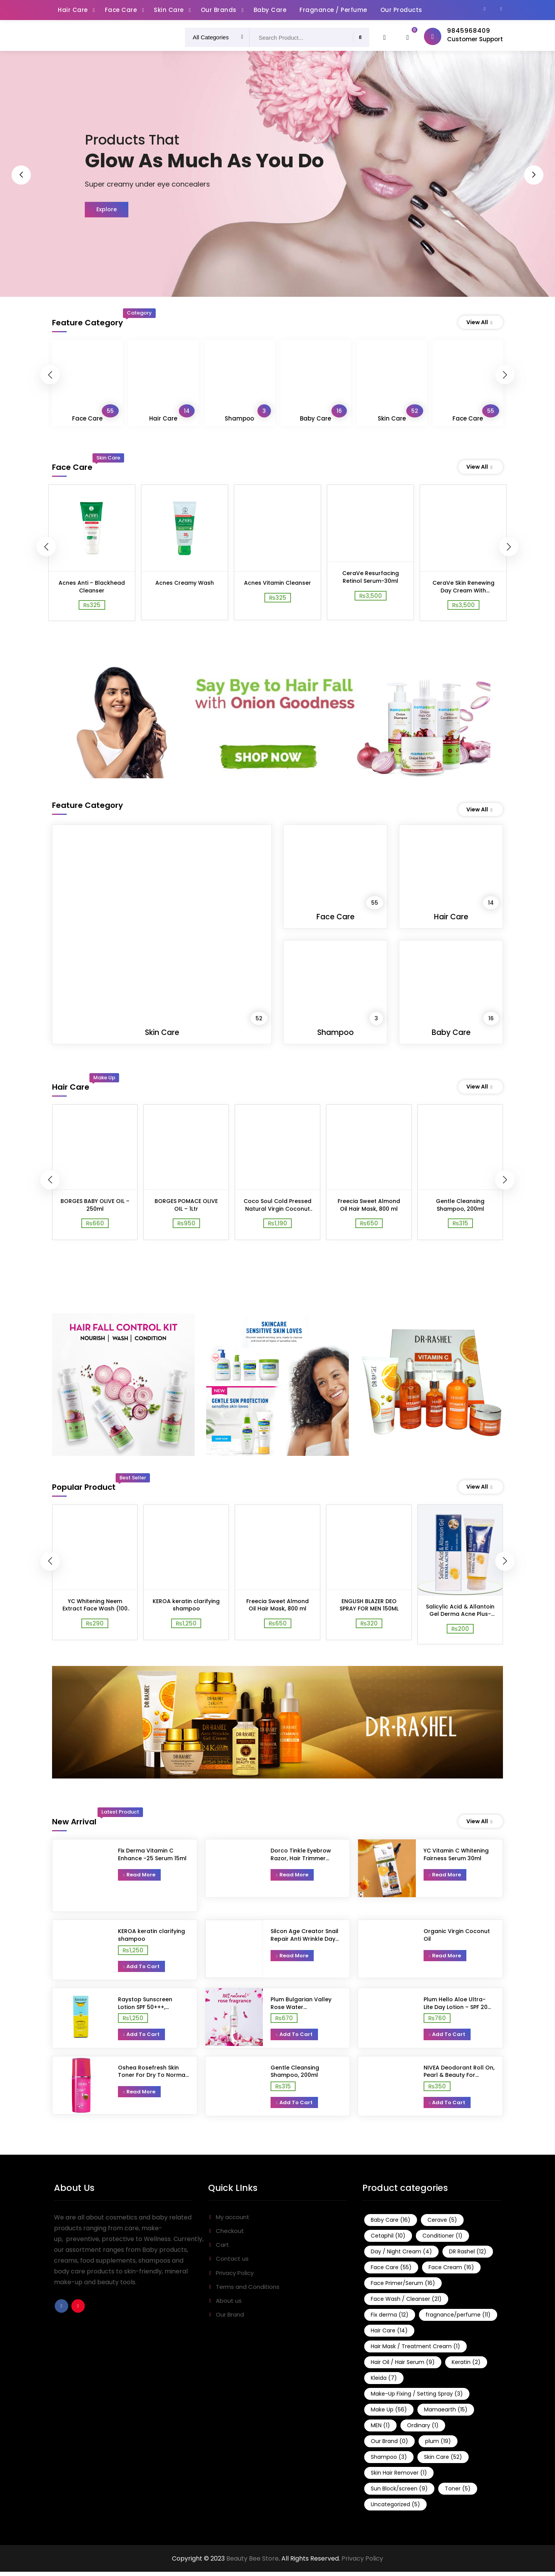 Hair Care Face Care Skin Care Our Brands Baby Care Fragnance / Perfume Our Products
All Categories Search Product... 0 9845968409
Customer Support
Products That
Glow As Much As You Do
Super creamy under eye concealers
Explore
Category
Feature Category View All
55 14 3 16 52 55
Face Care Hair Care Shampoo Baby Care Skin Care Face Care
Skin Care
Face Care View All
Acnes Anti – Blackhead Cleanser
₨325
Acnes Creamy Wash
Acnes Vitamin Cleanser
₨325
CeraVe Resurfacing Retinol Serum-30ml
₨3,500
CeraVe Skin Renewing Day Cream With...
₨3,500
Say Bye to Hair Fall
with Onion Goodness
SHOP NOW
Feature Category View All
52
Skin Care
55
Face Care
14
Hair Care
3
Shampoo
16
Baby Care
Make Up
Hair Care View All
BORGES BABY OLIVE OIL – 250ml
₨660
BORGES POMACE OLIVE OIL – 1Ltr
₨950
Coco Soul Cold Pressed Natural Virgin Coconut..
₨1,190
Freecia Sweet Almond Oil Hair Mask, 800 ml
₨650
Gentle Cleansing Shampoo, 200ml
₨315
HAIR FALL CONTROL KIT
NOURISH | WASH | CONDITION
SKINCARE
SENSITIVE SKIN LOVES
NEW
GENTLE SUN PROTECTION
sensitive skin loves
DR·RASHEL
VITAMIN C
Best Seller
Popular Product View All
YC Whitening Neem Extract Face Wash (100..
₨290
KEROA keratin clarifying shampoo
₨1,250
Freecia Sweet Almond Oil Hair Mask, 800 ml
₨650
ENGLISH BLAZER DEO SPRAY FOR MEN 150ML
₨320
Salicylic Acid & Allantoin Gel Derma Acne Plus-...
₨200
DR·RASHEL
Latest Product
New Arrival View All
Fix Derma Vitamin C Enhance -25 Serum 15ml
Read More
Dorco Tinkle Eyebrow Razor, Hair Trimmer...
Read More
YC Vitamin C Whitening Fairness Serum 30ml
Read More
KEROA keratin clarifying shampoo
₨1,250
Add To Cart
Silcon Age Creator Snail Repair Anti Wrinkle Day...
Read More
Organic Virgin Coconut Oil
Read More
Raystop Sunscreen Lotion SPF 50+++,...
₨1,250
Add To Cart
rose fragrance
Plum Bulgarian Valley Rose Water...
₨670
Add To Cart
Plum Hello Aloe Ultra-Lite Day Lotion – SPF 20...
₨760
Add To Cart
Oshea Rosefresh Skin Toner For Dry To Norma...
Read More
Gentle Cleansing Shampoo, 200ml
₨315
Add To Cart
NIVEA Deodorant Roll On, Pearl & Beauty For...
₨350
Add To Cart
About Us
We are all about cosmetics and beauty related products ranging from care, make-up, preventive, protective to Wellness. Currently, our assortment ranges from Baby products, creams, food supplements, shampoos and body care products to skin-friendly, mineral make-up and beauty tools.
Quick LInks
My account
Checkout
Cart
Contact us
Privacy Policy
Terms and Conditions
About us
Our Brand
Product categories
Baby Care (16) Cerave (5)
Cetaphil (10) Conditioner (1)
Day / Night Cream (4) DR Rashel (12)
Face Care (55) Face Cream (16)
Face Primer/Serum (16)
Face Wash / Cleanser (21)
Fix derma (12) fragnance/perfume (11)
Hair Care (14)
Hair Mask / Treatment Cream (1)
Hair Oil / Hair Serum (9) Keratin (2)
Kleida (7)
Make-Up Fixing / Setting Spray (3)
Make Up (56) Mamaearth (15)
MEN (1) Ordinary (1)
Our Brand (0) plum (19)
Shampoo (3) Skin Care (52)
Skin Hair Remover (1)
Sun Block/screen (9) Toner (5)
Uncategorized (5)
Copyright © 2023 Beauty Bee Store. All Rights Reserved. Privacy Policy